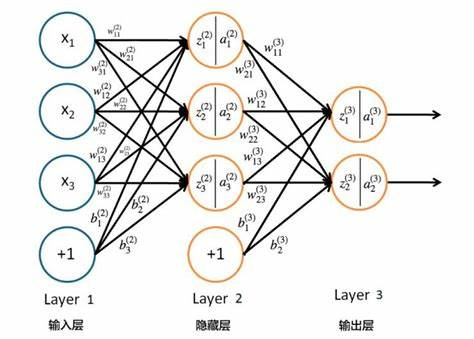 x₁ w₁₁⁽²⁾ z₁⁽²⁾ | a₁⁽²⁾ w₁₁⁽³⁾
w₂₁⁽²⁾
w₃₁⁽²⁾ w₂₁⁽³⁾
w₁₂⁽²⁾ w₁₂⁽³⁾
x₂ w₂₂⁽²⁾ z₂⁽²⁾ | a₂⁽²⁾ z₁⁽³⁾ | a₁⁽³⁾
w₃₂⁽²⁾ w₂₂⁽³⁾
w₁₃⁽²⁾ w₁₃⁽³⁾
x₃ z₃⁽²⁾ | a₃⁽²⁾ z₂⁽³⁾ | a₂⁽³⁾
w₃₃⁽²⁾ w₂₃⁽³⁾
b₁⁽²⁾ b₂⁽²⁾ b₁⁽³⁾
+1 b₃⁽²⁾ +1 b₂⁽³⁾
Layer 1 Layer 2 Layer 3
输入层 隐藏层 输出层